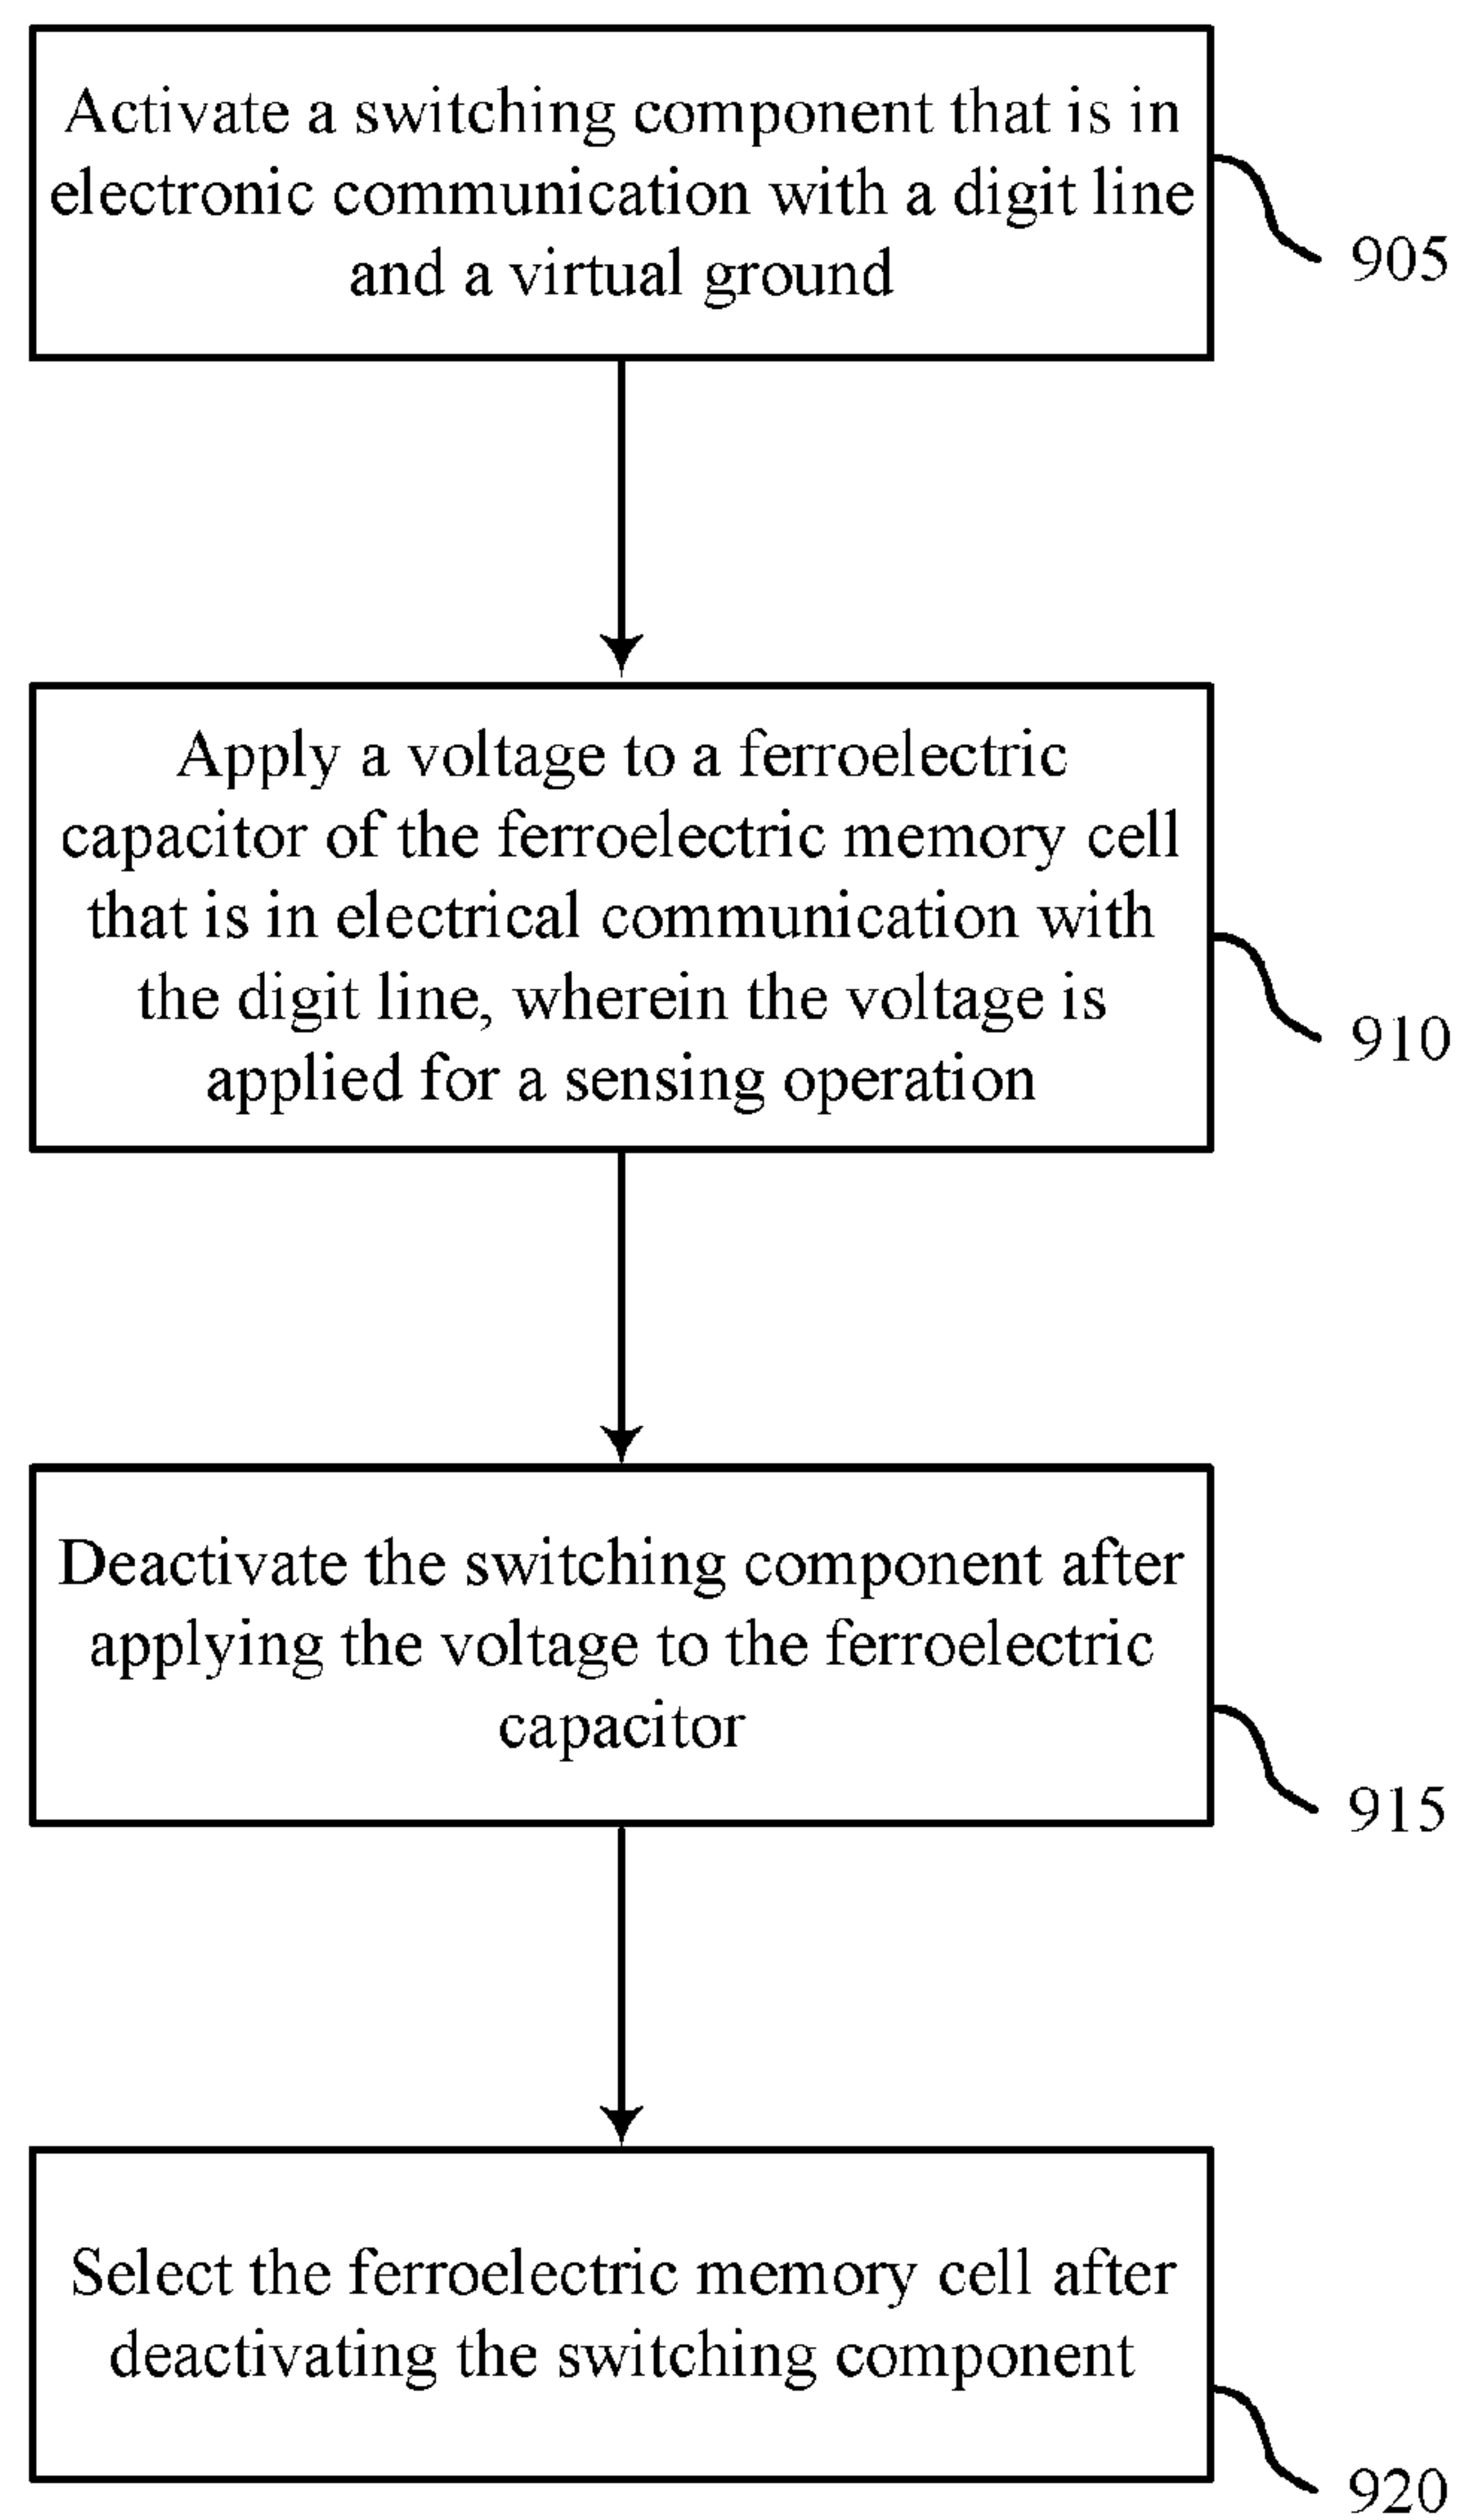 Activate a switching component that is in
electronic communication with a digit line
and a virtual ground
905
Apply a voltage to a ferroelectric
capacitor of the ferroelectric memory cell
that is in electrical communication with
the digit line, wherein the voltage is
applied for a sensing operation
910
Deactivate the switching component after
applying the voltage to the ferroelectric
capacitor
915
Select the ferroelectric memory cell after
deactivating the switching component
920